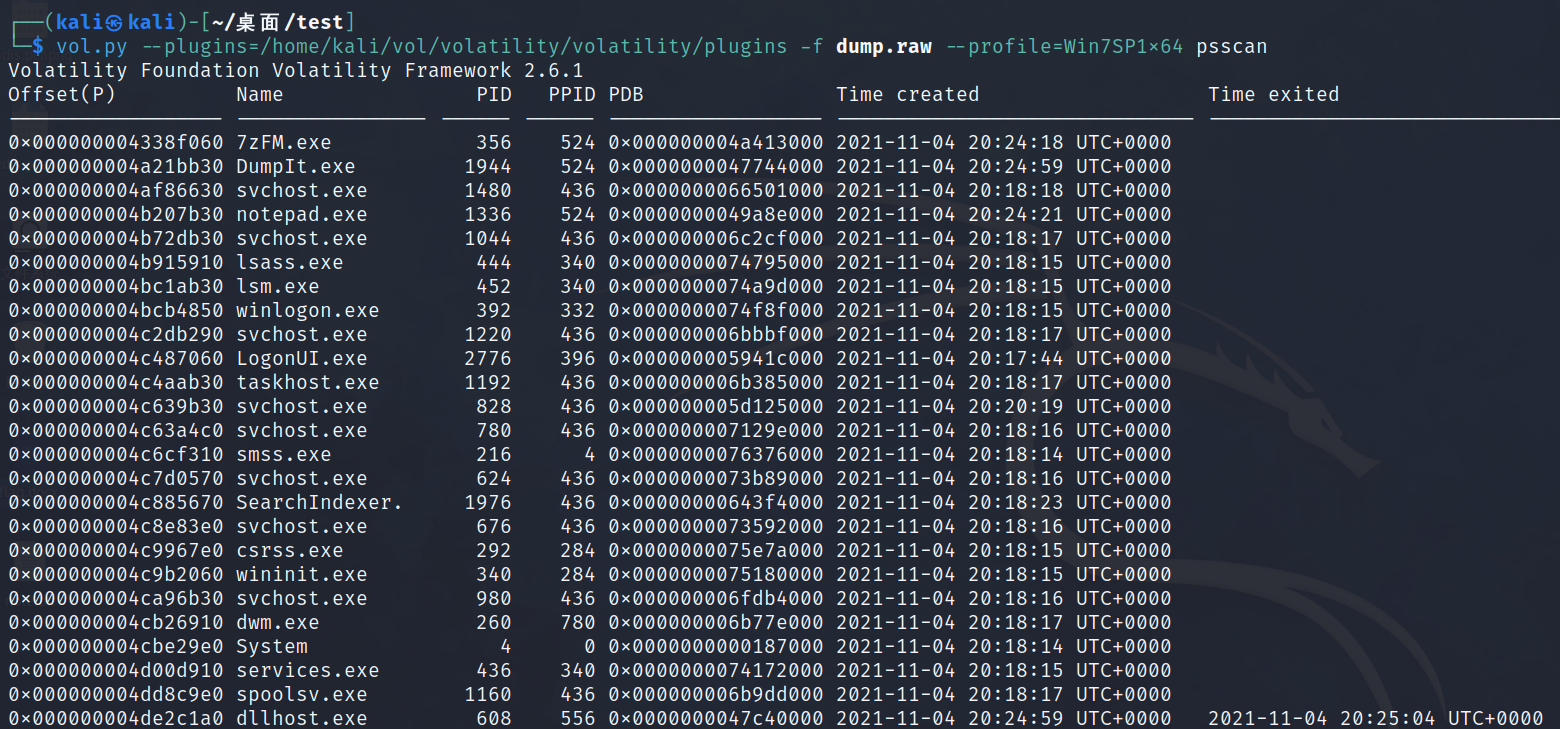 ┌──(kali㉿kali)-[~/桌面/test]
└─$ vol.py --plugins=/home/kali/vol/volatility/volatility/plugins -f dump.raw --profile=Win7SP1x64 psscan
Volatility Foundation Volatility Framework 2.6.1
Offset(P)          Name                PID   PPID PDB                Time created                   Time exited
------------------ ---------------- ------ ------ ------------------ ------------------------------ ------------------------------
0x000000004338f060 7zFM.exe            356    524 0x000000004a413000 2021-11-04 20:24:18 UTC+0000
0x000000004a21bb30 DumpIt.exe         1944    524 0x0000000047744000 2021-11-04 20:24:59 UTC+0000
0x000000004af86630 svchost.exe        1480    436 0x0000000066501000 2021-11-04 20:18:18 UTC+0000
0x000000004b207b30 notepad.exe        1336    524 0x0000000049a8e000 2021-11-04 20:24:21 UTC+0000
0x000000004b72db30 svchost.exe        1044    436 0x000000006c2cf000 2021-11-04 20:18:17 UTC+0000
0x000000004b915910 lsass.exe           444    340 0x0000000074795000 2021-11-04 20:18:15 UTC+0000
0x000000004bc1ab30 lsm.exe             452    340 0x0000000074a9d000 2021-11-04 20:18:15 UTC+0000
0x000000004bcb4850 winlogon.exe        392    332 0x0000000074f8f000 2021-11-04 20:18:15 UTC+0000
0x000000004c2db290 svchost.exe        1220    436 0x000000006bbbf000 2021-11-04 20:18:17 UTC+0000
0x000000004c487060 LogonUI.exe        2776    396 0x000000005941c000 2021-11-04 20:17:44 UTC+0000
0x000000004c4aab30 taskhost.exe       1192    436 0x000000006b385000 2021-11-04 20:18:17 UTC+0000
0x000000004c639b30 svchost.exe         828    436 0x000000005d125000 2021-11-04 20:20:19 UTC+0000
0x000000004c63a4c0 svchost.exe         780    436 0x000000007129e000 2021-11-04 20:18:16 UTC+0000
0x000000004c6cf310 smss.exe            216      4 0x0000000076376000 2021-11-04 20:18:14 UTC+0000
0x000000004c7d0570 svchost.exe         624    436 0x0000000073b89000 2021-11-04 20:18:16 UTC+0000
0x000000004c885670 SearchIndexer.     1976    436 0x00000000643f4000 2021-11-04 20:18:23 UTC+0000
0x000000004c8e83e0 svchost.exe         676    436 0x0000000073592000 2021-11-04 20:18:16 UTC+0000
0x000000004c9967e0 csrss.exe           292    284 0x0000000075e7a000 2021-11-04 20:18:15 UTC+0000
0x000000004c9b2060 wininit.exe         340    284 0x0000000075180000 2021-11-04 20:18:15 UTC+0000
0x000000004ca96b30 svchost.exe         980    436 0x000000006fdb4000 2021-11-04 20:18:16 UTC+0000
0x000000004cb26910 dwm.exe             260    780 0x000000006b77e000 2021-11-04 20:18:17 UTC+0000
0x000000004cbe29e0 System                4      0 0x0000000000187000 2021-11-04 20:18:14 UTC+0000
0x000000004d00d910 services.exe        436    340 0x0000000074172000 2021-11-04 20:18:15 UTC+0000
0x000000004dd8c9e0 spoolsv.exe        1160    436 0x000000006b9dd000 2021-11-04 20:18:17 UTC+0000
0x000000004de2c1a0 dllhost.exe         608    556 0x0000000047c40000 2021-11-04 20:24:59 UTC+0000   2021-11-04 20:25:04 UTC+0000